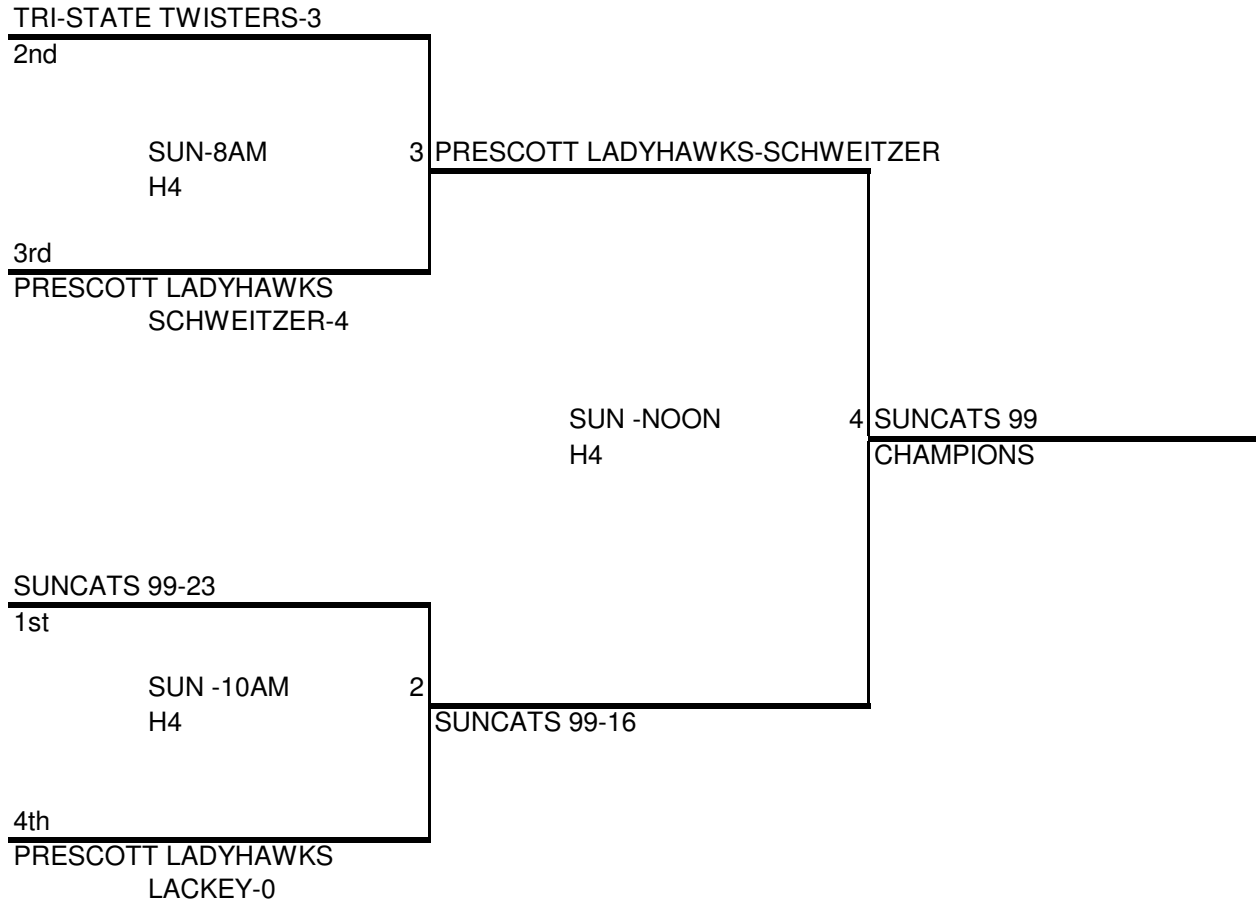 TRI-STATE TWISTERS-3
2nd
SUN-8AM 3 PRESCOTT LADYHAWKS-SCHWEITZER
H4
3rd
PRESCOTT LADYHAWKS
SCHWEITZER-4
SUN -NOON 4 SUNCATS 99
H4 CHAMPIONS
SUNCATS 99-23
1st
SUN -10AM 2
H4 SUNCATS 99-16
4th
PRESCOTT LADYHAWKS
LACKEY-0